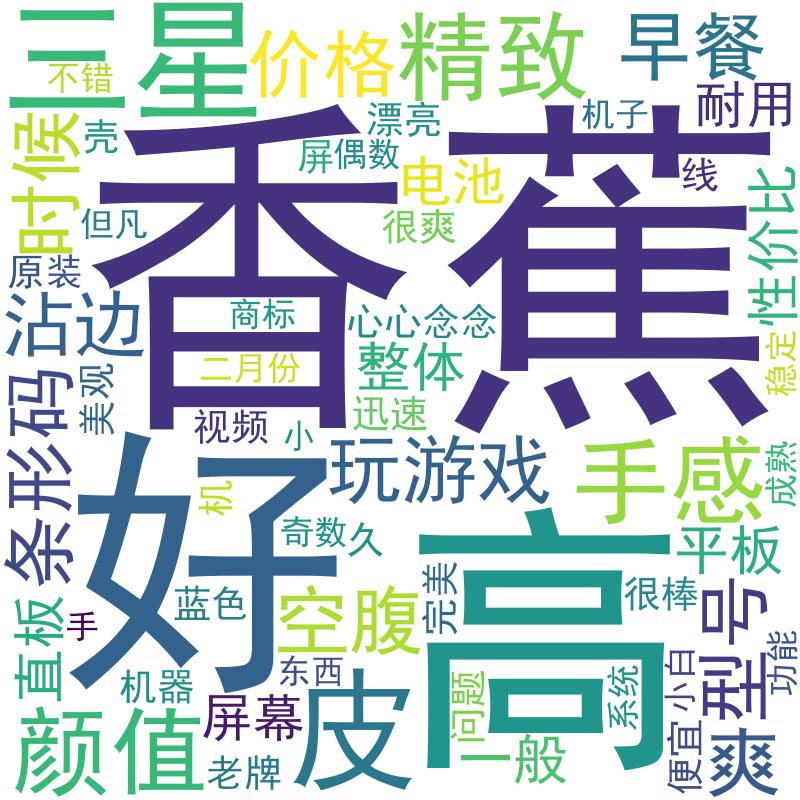 三星
价格
精致
早餐
不错
时候
壳
漂亮
机子
耐用
屏
偶数
香蕉
电池
线
但凡
很爽
性价比
原装
沾边
商标
心心念念
二月份
整体
稳定
美观
视频
小
迅速
条形码
好
玩游戏
手感
成熟
机
奇数
久
高
平板
直板
手
蓝色
空腹
完美
很棒
型号
机器
东西
皮
问题
系统
小白
功能
颜值
屏幕
老牌
一般
便宜
爽